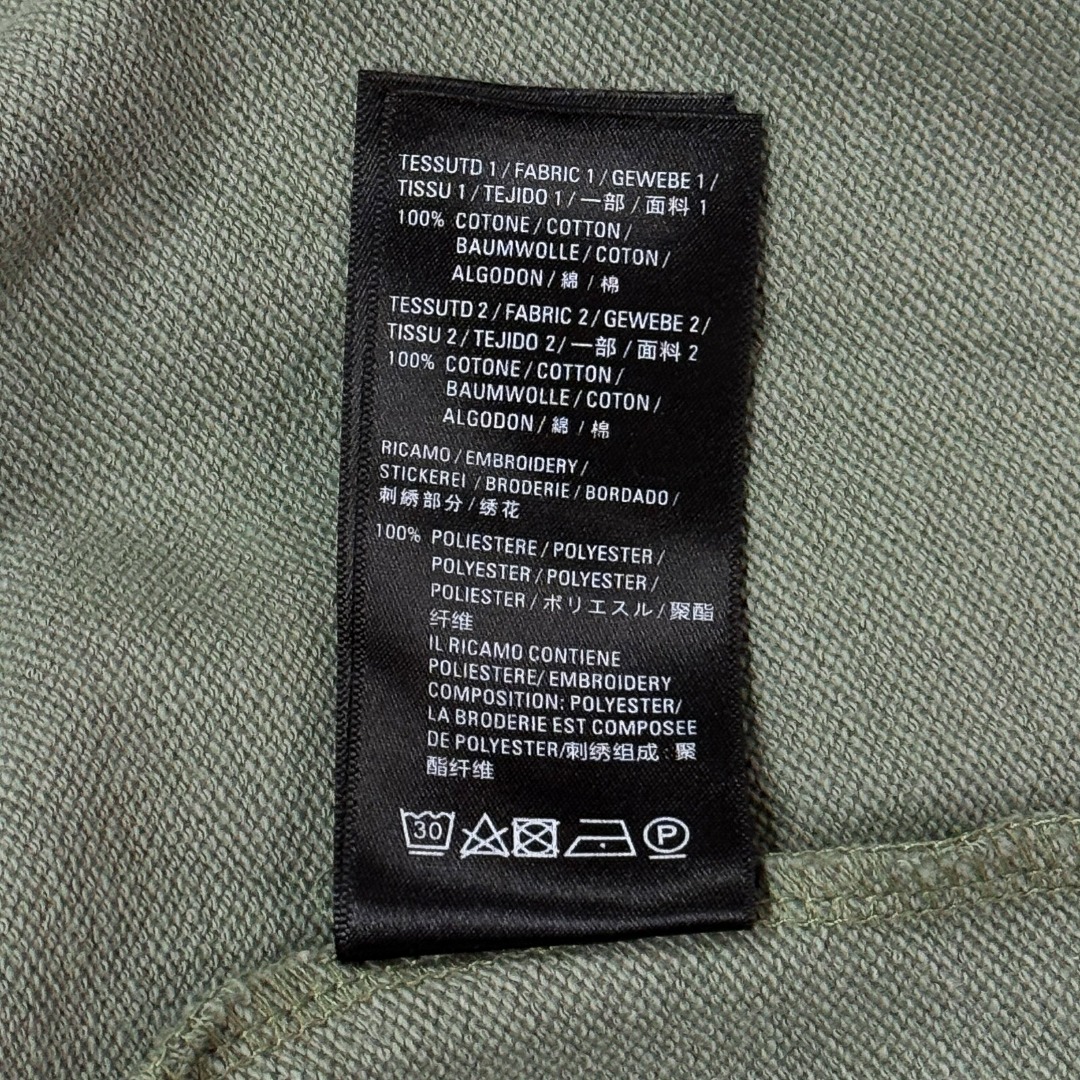 TESSUTD 1 / FABRIC 1 / GEWEBE 1 /
TISSU 1 / TEJIDO 1 / 一部 / 面料 1
100% COTONE / COTTON /
BAUMWOLLE / COTON /
ALGODON / 綿 / 棉
TESSUTD 2 / FABRIC 2 / GEWEBE 2 /
TISSU 2 / TEJIDO 2 / 一部 / 面料 2
100% COTONE / COTTON /
BAUMWOLLE / COTON /
ALGODON / 綿 / 棉
RICAMO / EMBROIDERY /
STICKEREI / BRODERIE / BORDADO /
刺繍部分 / 绣花
100% POLIESTERE / POLYESTER /
POLYESTER / POLYESTER /
POLIESTER / ポリエスル / 聚酯
纤维
IL RICAMO CONTIENE
POLIESTERE/ EMBROIDERY
COMPOSITION: POLYESTER/
LA BRODERIE EST COMPOSEE
DE POLYESTER/刺绣组成：聚
酯纤维
30 P